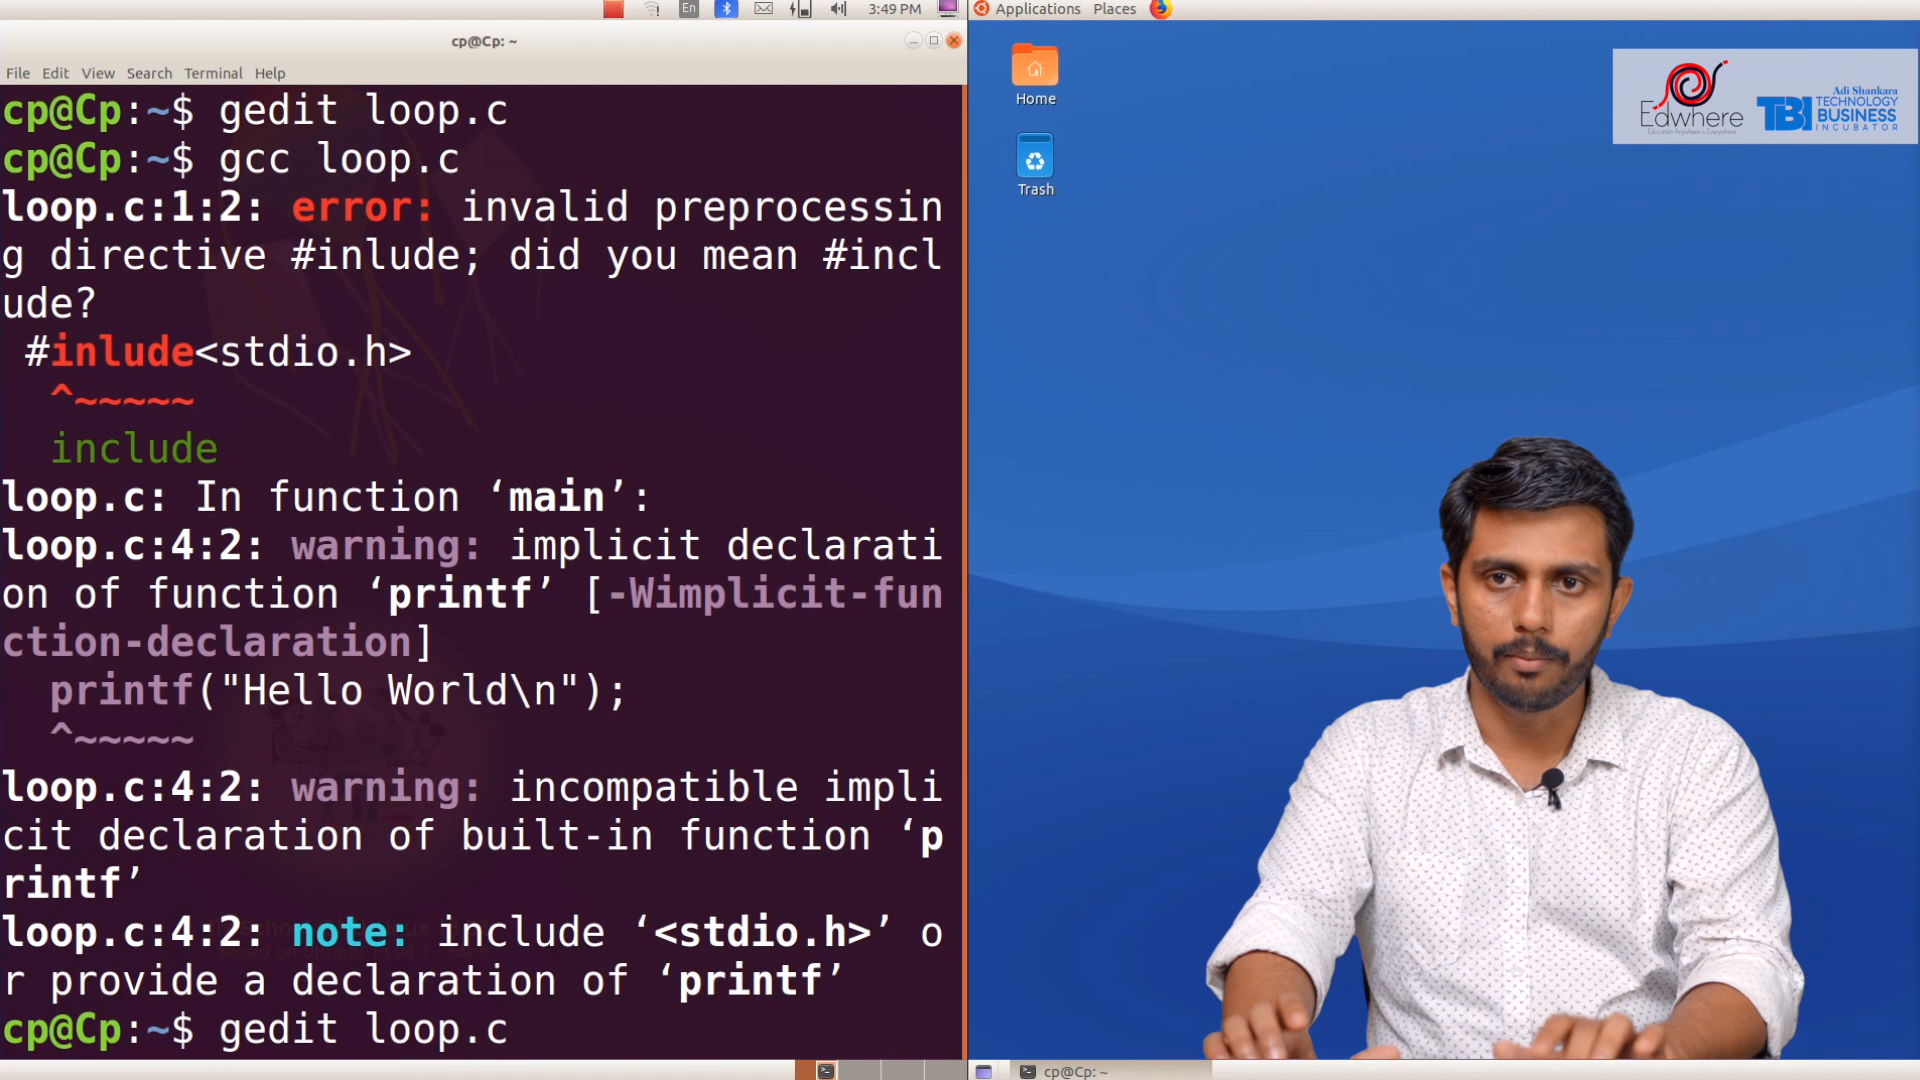 En
3:49 PM
Applications Places
cp@Cp: ~
File Edit View Search Terminal Help
cp@Cp:~$ gedit loop.c
cp@Cp:~$ gcc loop.c
loop.c:1:2: error: invalid preprocessin
g directive #inlude; did you mean #incl
ude?
#inlude<stdio.h>
^~~~~~
include
loop.c: In function ‘main’:
loop.c:4:2: warning: implicit declarati
on of function ‘printf’ [-Wimplicit-fun
ction-declaration]
printf("Hello World\n");
^~~~~~
loop.c:4:2: warning: incompatible impli
cit declaration of built-in function ‘p
rintf’
loop.c:4:2: note: include ‘<stdio.h>’ o
r provide a declaration of ‘printf’
cp@Cp:~$ gedit loop.c
Home
Trash
Edwhere
Education Anywhere & Everywhere
Adi Shankara
TBI TECHNOLOGY
BUSINESS
INCUBATOR
cp@Cp: ~